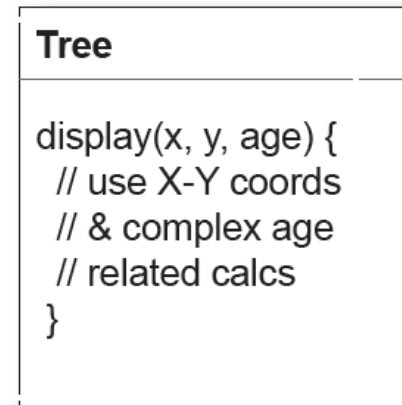 Tree
display(x, y, age) {
// use X-Y coords
// & complex age
// related calcs
}